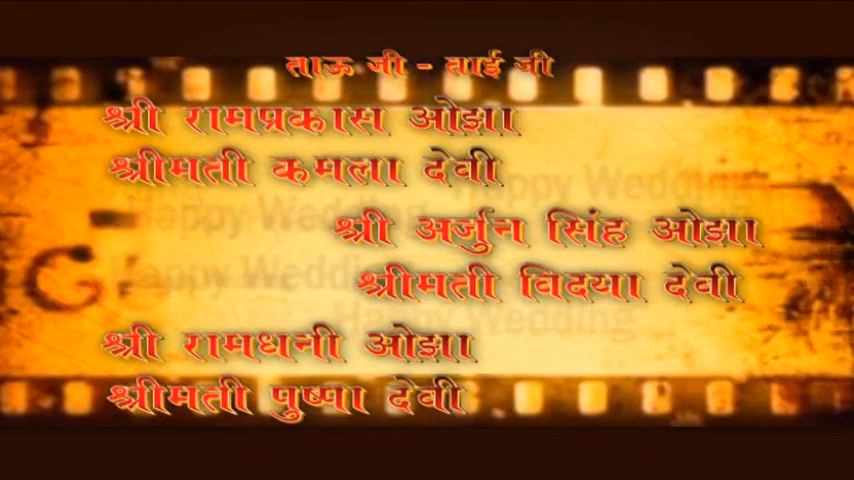 ताऊ जी - ताई जी
श्री रामप्रकास ओझा
श्रीमती कमला देवी
Happy Wedding
Happy Wedding
श्री अर्जुन सिंह ओझा
श्रीमती विदया देवी
Happy Wedding
Happy Wedding
श्री रामधनी ओझा
श्रीमती पुष्पा देवी